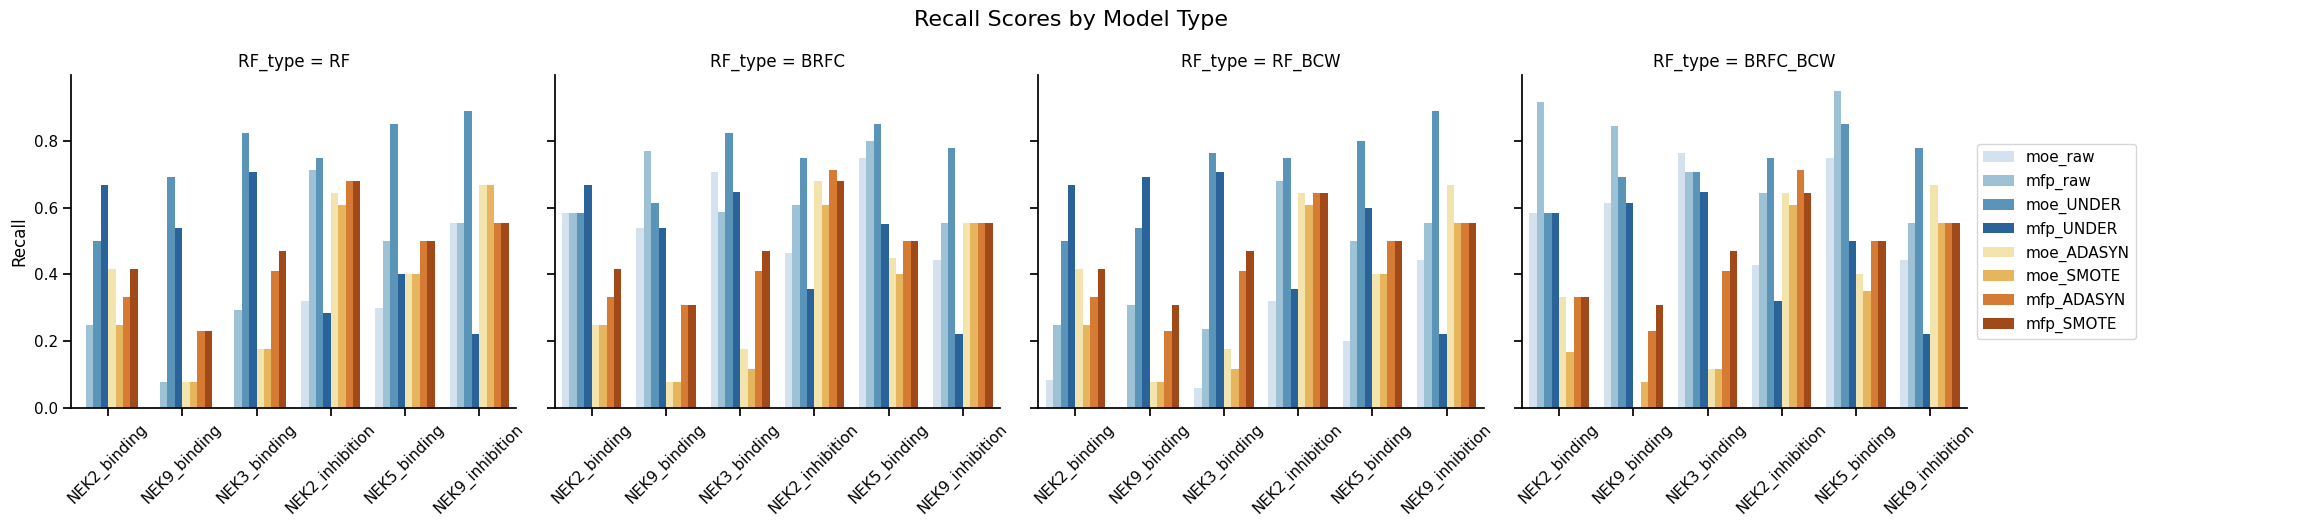 Recall Scores by Model Type
RF_type = RF
RF_type = BRFC
RF_type = RF_BCW
RF_type = BRFC_BCW
Recall
0.8
0.6
0.4
0.2
0.0
NEK2_binding
NEK9_binding
NEK3_binding
NEK2_inhibition
NEK5_binding
NEK9_inhibition
NEK2_binding
NEK9_binding
NEK3_binding
NEK2_inhibition
NEK5_binding
NEK9_inhibition
NEK2_binding
NEK9_binding
NEK3_binding
NEK2_inhibition
NEK5_binding
NEK9_inhibition
NEK2_binding
NEK9_binding
NEK3_binding
NEK2_inhibition
NEK5_binding
NEK9_inhibition
moe_raw
mfp_raw
moe_UNDER
mfp_UNDER
moe_ADASYN
moe_SMOTE
mfp_ADASYN
mfp_SMOTE